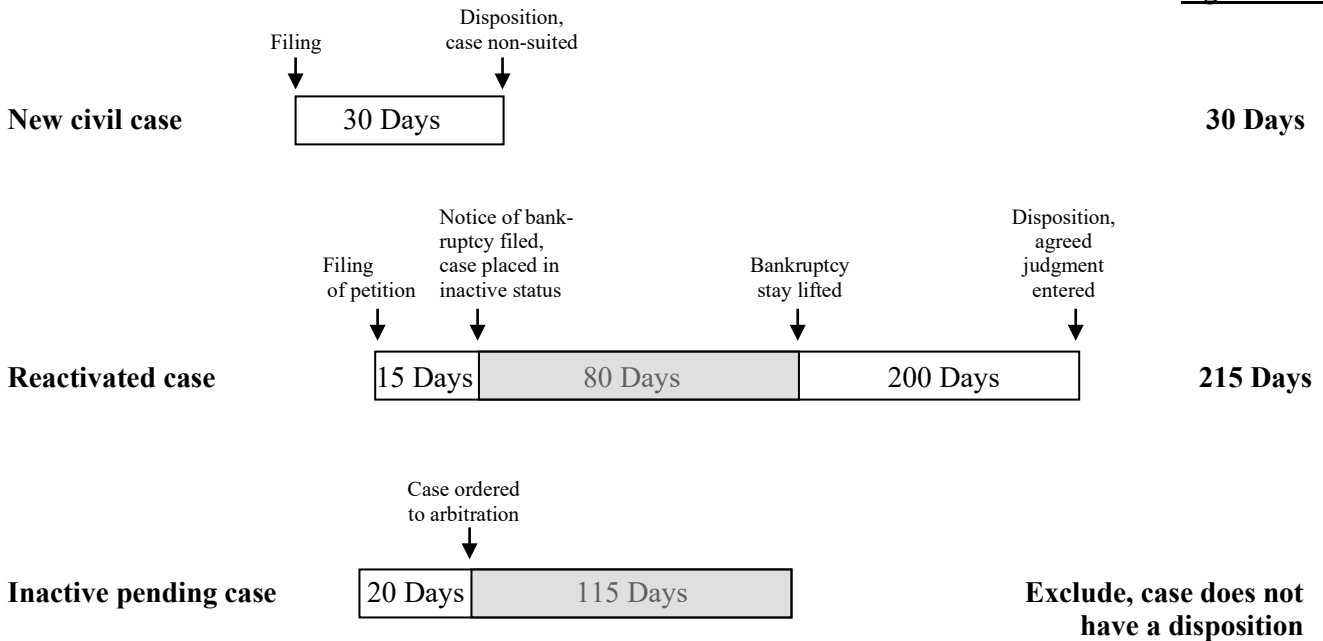 Filing
Disposition,
case non-suited
New civil case
30 Days
30 Days
Filing
of petition
Notice of bank-
ruptcy filed,
case placed in
inactive status
Bankruptcy
stay lifted
Disposition,
agreed
judgment
entered
Reactivated case
15 Days
80 Days
200 Days
215 Days
Case ordered
to arbitration
Inactive pending case
20 Days
115 Days
Exclude, case does not
have a disposition